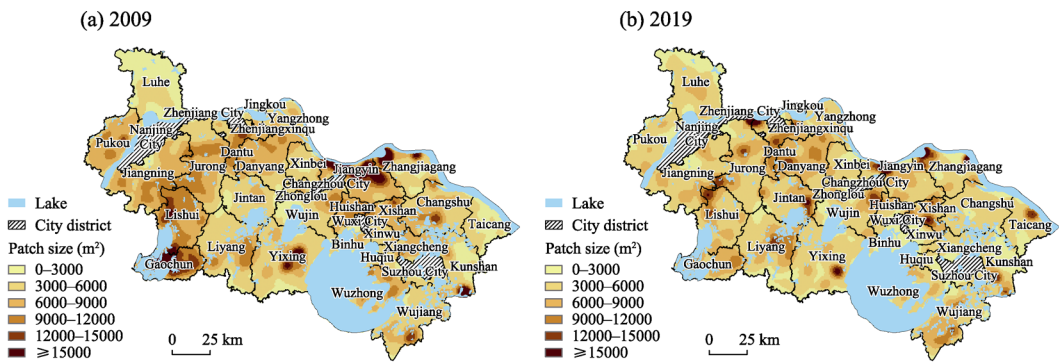 (a) 2009
Luhe
Zhenjiang City
Jingkou
Yangzhong
Nanjing
City
Zhenjiangxinqu
Pukou
Dantu
Jurong
Danyang
Xinbei
Jiangyin
Zhangjiagang
Jiangning
Changzhou City
Zhonglou
Jintan
Huishan
Xishan
Changshu
Lishui
Wujin
Wuxi City
Taicang
Xinwu
Liyang
Binhu
Xiangcheng
Yixing
Huqiu
Gaochun
Suzhou City
Kunshan
Wuzhong
Wujiang
Lake
City district
Patch size (m²)
0–3000
3000–6000
6000–9000
9000–12000
12000–15000
≥15000
0 25 km
(b) 2019
Luhe
Zhenjiang City
Jingkou
Yangzhong
Nanjing
City
Zhenjiangxinqu
Pukou
Dantu
Jurong
Danyang
Xinbei
Jiangyin
Zhangjiagang
Jiangning
Changzhou City
Zhonglou
Jintan
Huishan
Xishan
Changshu
Lishui
Wujin
Wuxi City
Taicang
Xinwu
Liyang
Binhu
Xiangcheng
Yixing
Huqiu
Gaochun
Suzhou City
Kunshan
Wuzhong
Wujiang
Lake
City district
Patch size (m²)
0–3000
3000–6000
6000–9000
9000–12000
12000–15000
≥15000
0 25 km